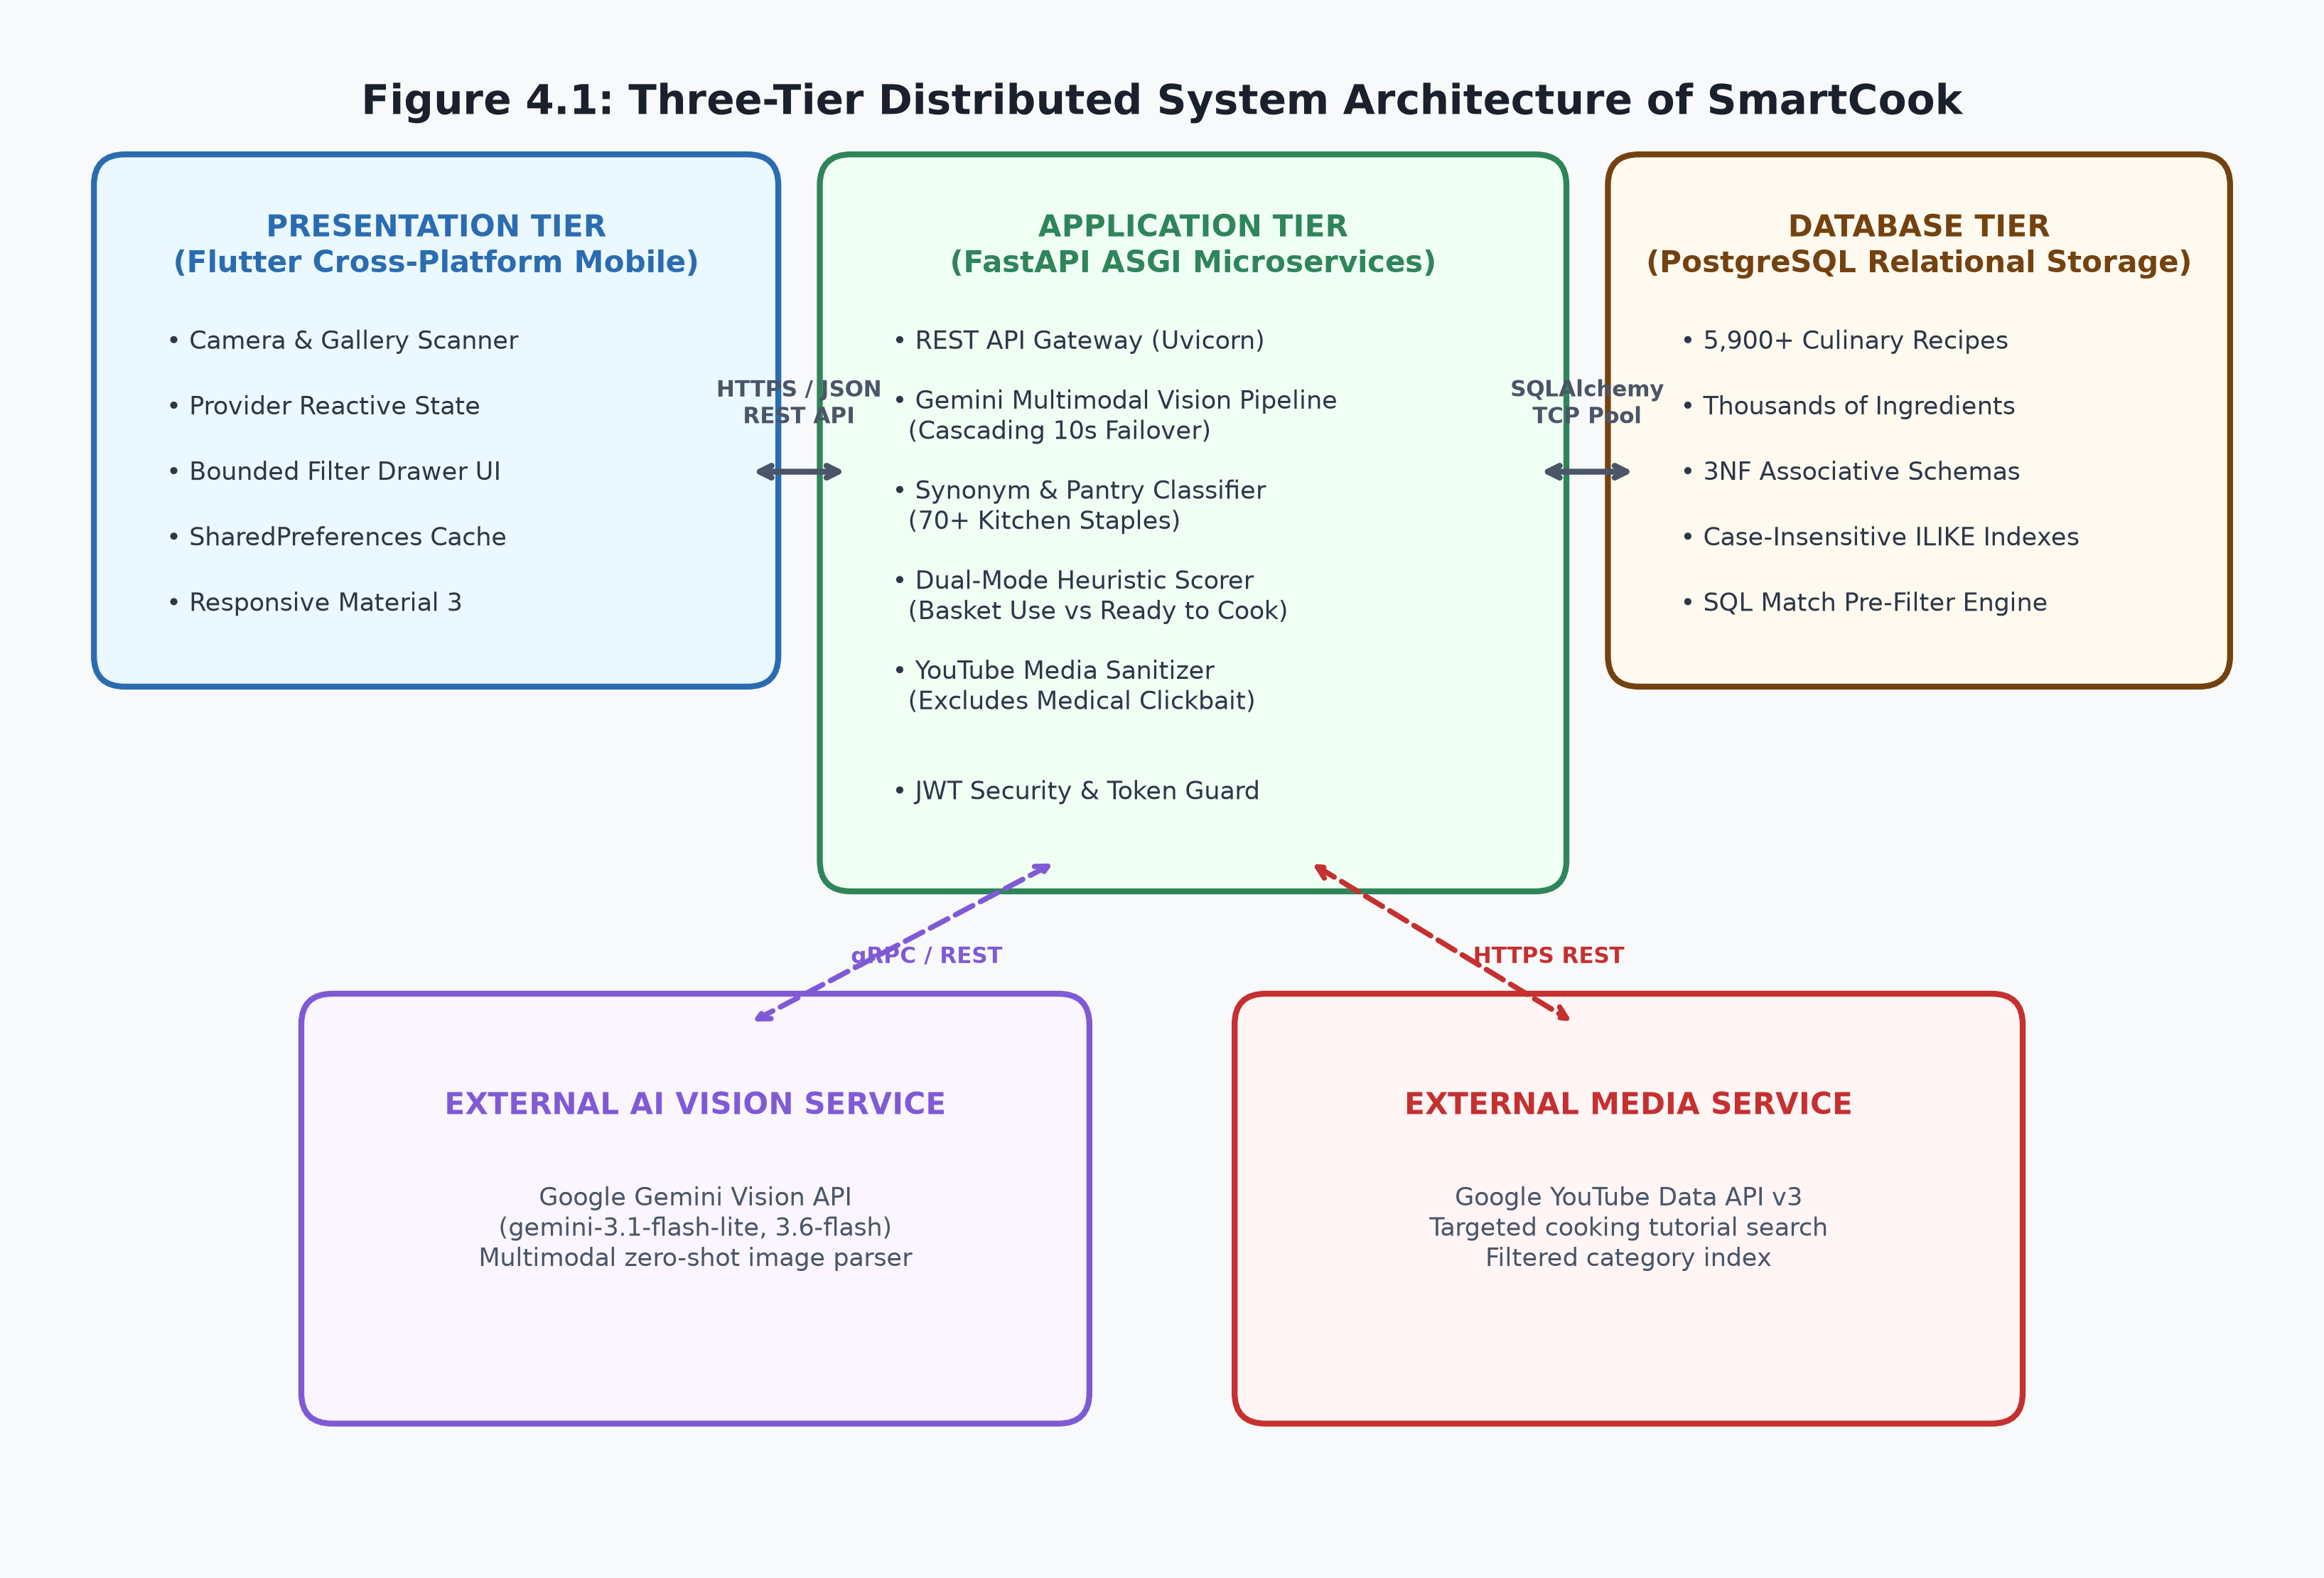 Figure 4.1: Three-Tier Distributed System Architecture of SmartCook
PRESENTATION TIER
(Flutter Cross-Platform Mobile)
• Camera & Gallery Scanner
• Provider Reactive State
• Bounded Filter Drawer UI
• SharedPreferences Cache
• Responsive Material 3
HTTPS / JSON
REST API
APPLICATION TIER
(FastAPI ASGI Microservices)
• REST API Gateway (Uvicorn)
• Gemini Multimodal Vision Pipeline
(Cascading 10s Failover)
• Synonym & Pantry Classifier
(70+ Kitchen Staples)
• Dual-Mode Heuristic Scorer
(Basket Use vs Ready to Cook)
• YouTube Media Sanitizer
(Excludes Medical Clickbait)
• JWT Security & Token Guard
SQLAlchemy
TCP Pool
DATABASE TIER
(PostgreSQL Relational Storage)
• 5,900+ Culinary Recipes
• Thousands of Ingredients
• 3NF Associative Schemas
• Case-Insensitive ILIKE Indexes
• SQL Match Pre-Filter Engine
gRPC / REST
HTTPS REST
EXTERNAL AI VISION SERVICE
Google Gemini Vision API
(gemini-3.1-flash-lite, 3.6-flash)
Multimodal zero-shot image parser
EXTERNAL MEDIA SERVICE
Google YouTube Data API v3
Targeted cooking tutorial search
Filtered category index